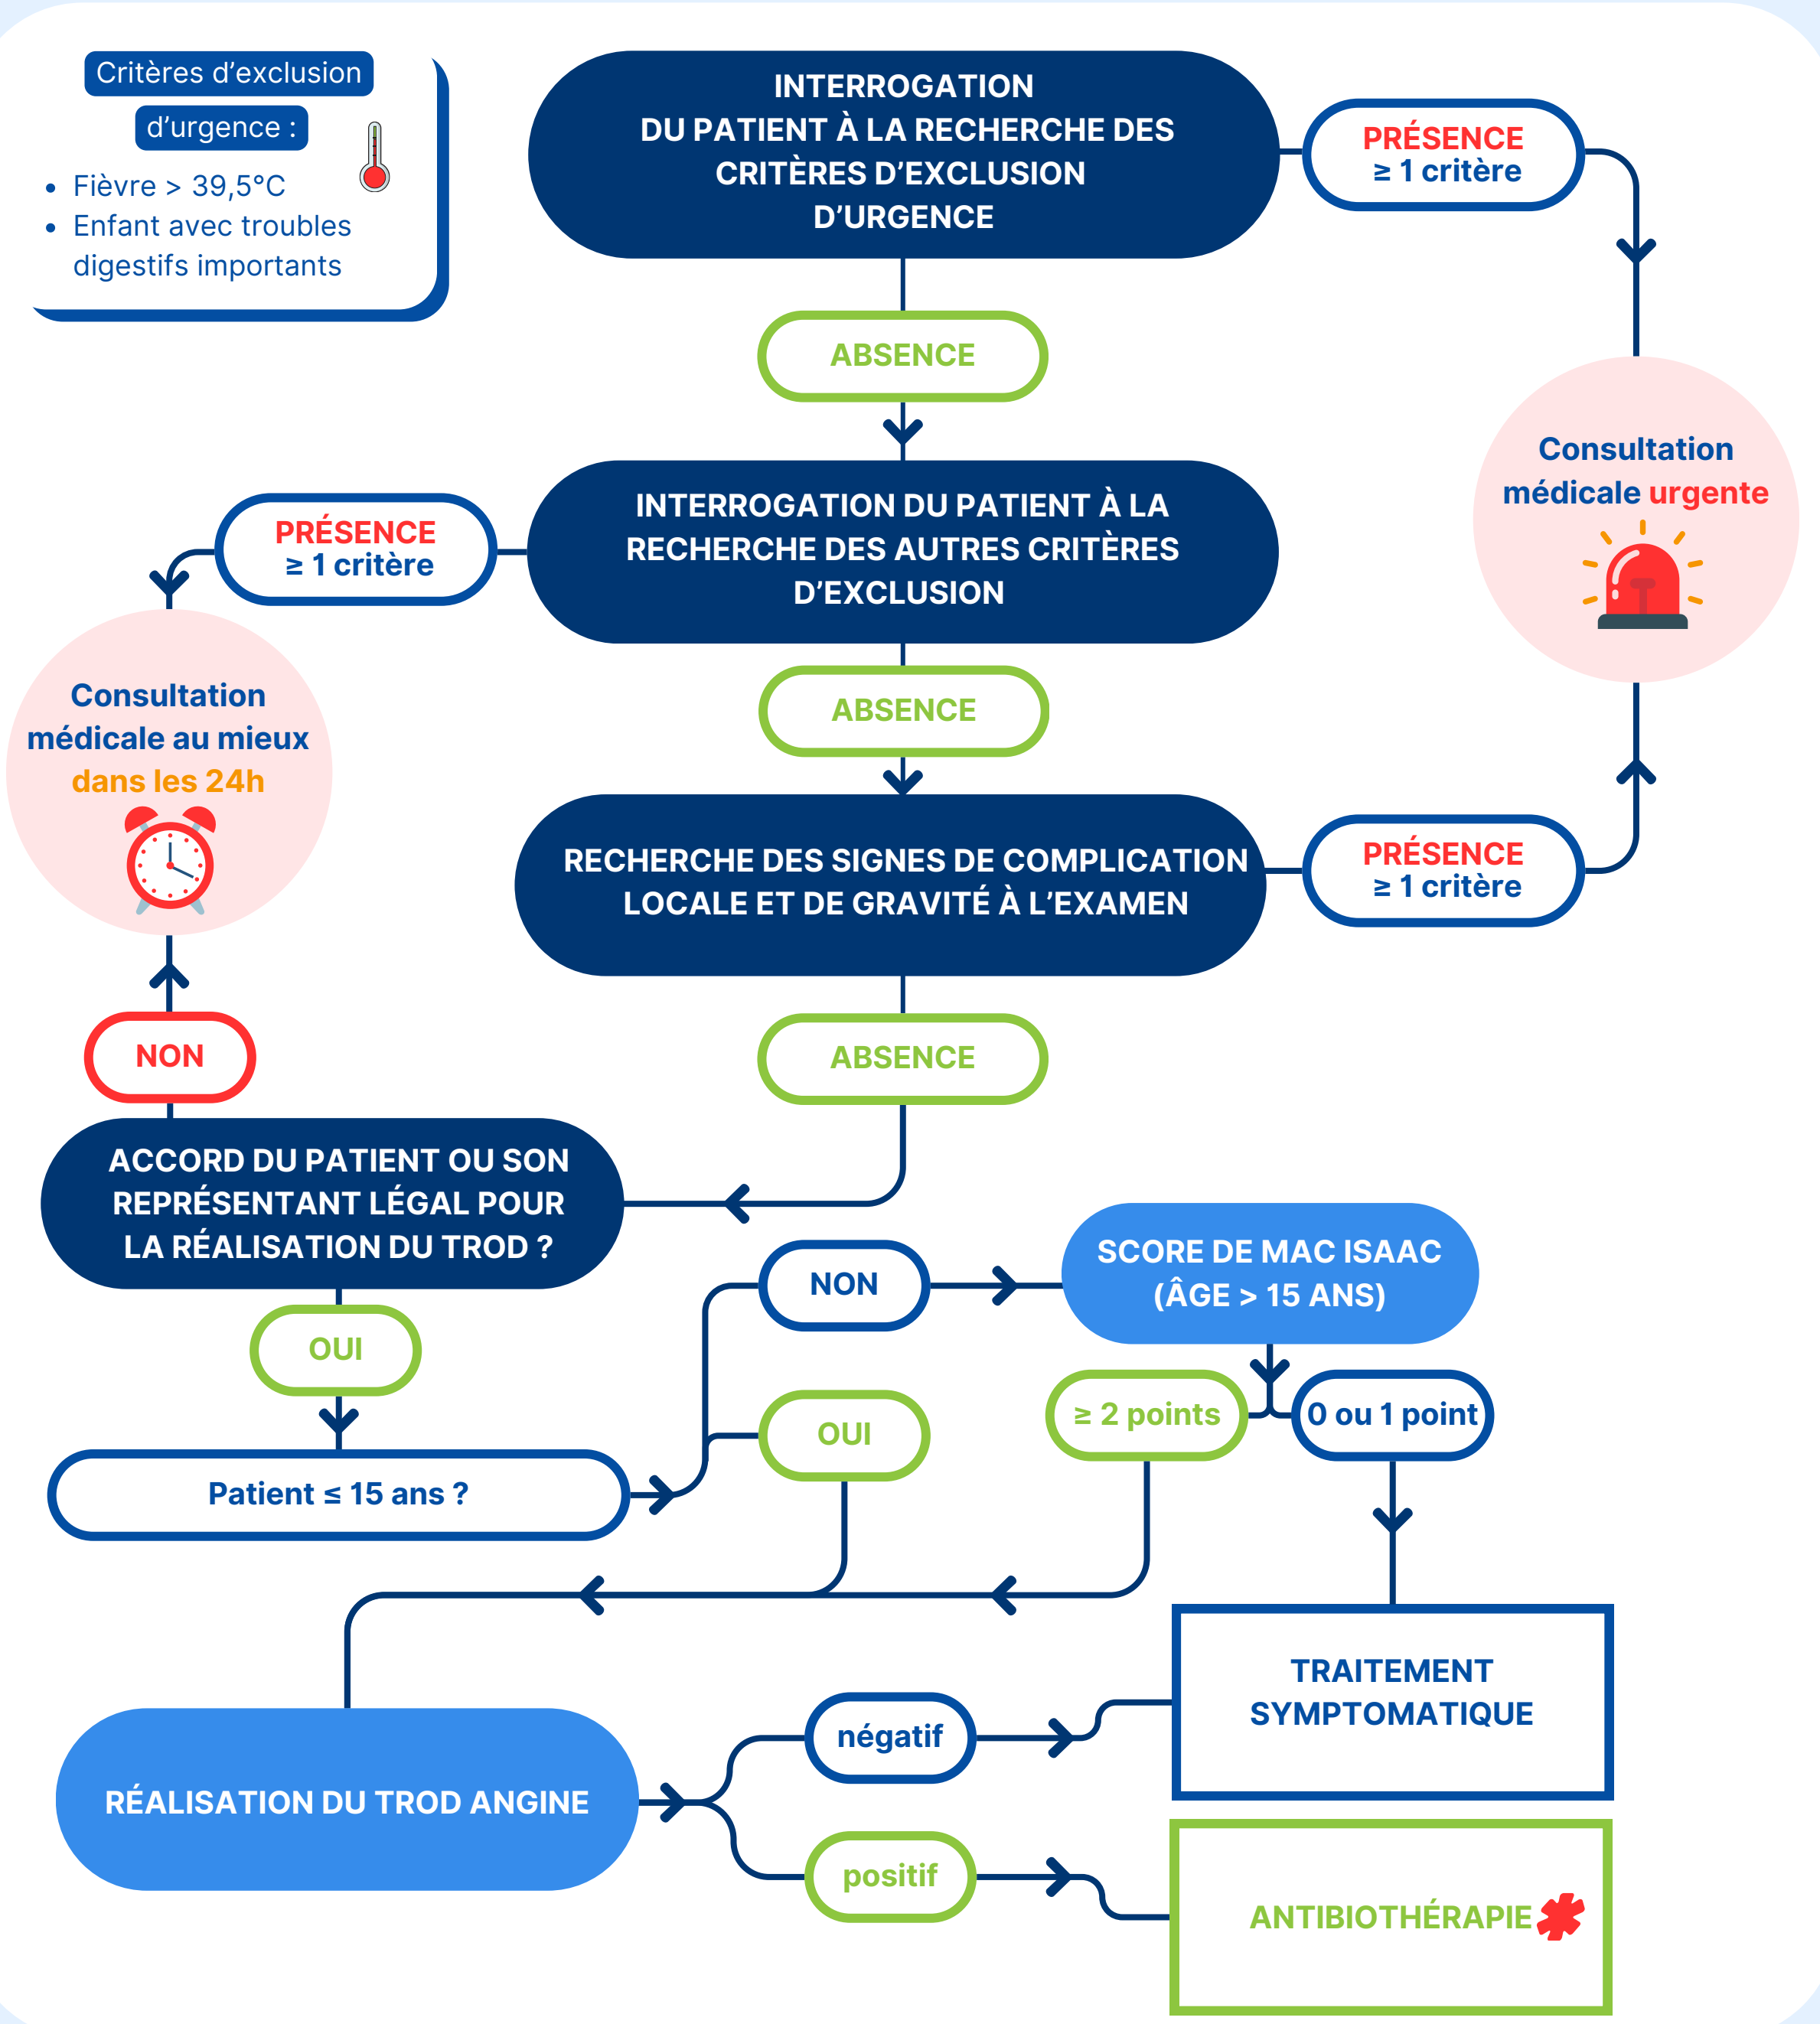 Critères d'exclusion
d'urgence :
• Fièvre > 39,5°C
• Enfant avec troubles
digestifs importants
INTERROGATION
DU PATIENT À LA RECHERCHE DES
CRITÈRES D'EXCLUSION
D'URGENCE
PRÉSENCE
≥ 1 critère
ABSENCE
Consultation
médicale urgente
INTERROGATION DU PATIENT À LA
RECHERCHE DES AUTRES CRITÈRES
D'EXCLUSION
PRÉSENCE
≥ 1 critère
Consultation
médicale au mieux
dans les 24h
ABSENCE
RECHERCHE DES SIGNES DE COMPLICATION
LOCALE ET DE GRAVITÉ À L'EXAMEN
PRÉSENCE
≥ 1 critère
ABSENCE
NON
ACCORD DU PATIENT OU SON
REPRÉSENTANT LÉGAL POUR
LA RÉALISATION DU TROD ?
OUI
Patient ≤ 15 ans ?
NON
OUI
SCORE DE MAC ISAAC
(ÂGE > 15 ANS)
≥ 2 points
0 ou 1 point
TRAITEMENT
SYMPTOMATIQUE
RÉALISATION DU TROD ANGINE
négatif
positif
ANTIBIOTHÉRAPIE *